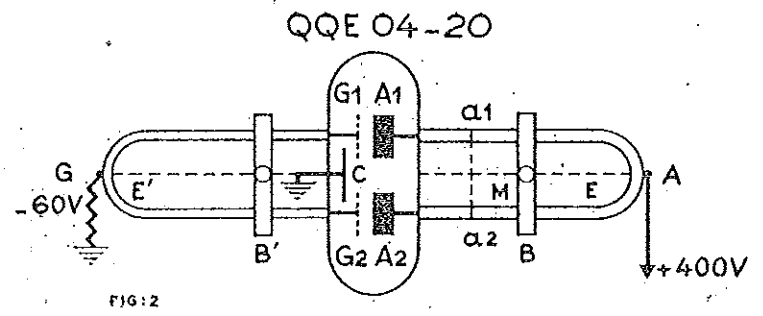 QQE 04-20
G1 A1
a1
G
E'
C
M
E
A
-60V
B'
G2 A2
a2
B
+400V
FIG:2